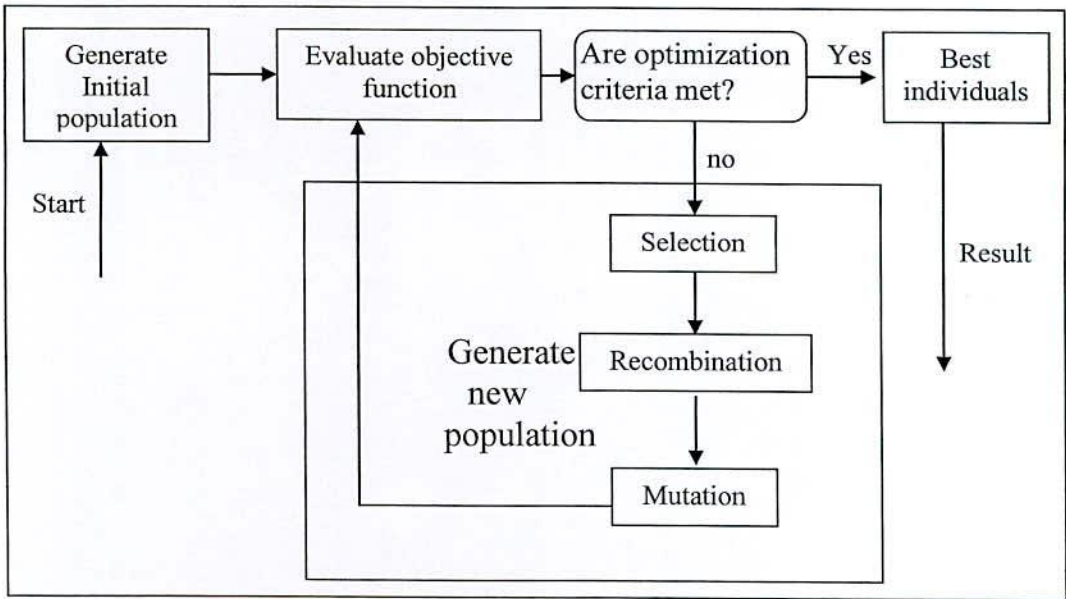 Generate
Initial
population
Evaluate objective
function
Are optimization
criteria met?
Yes
Best
individuals
no
Start
Selection
Result
Recombination
Generate
new
population
Mutation